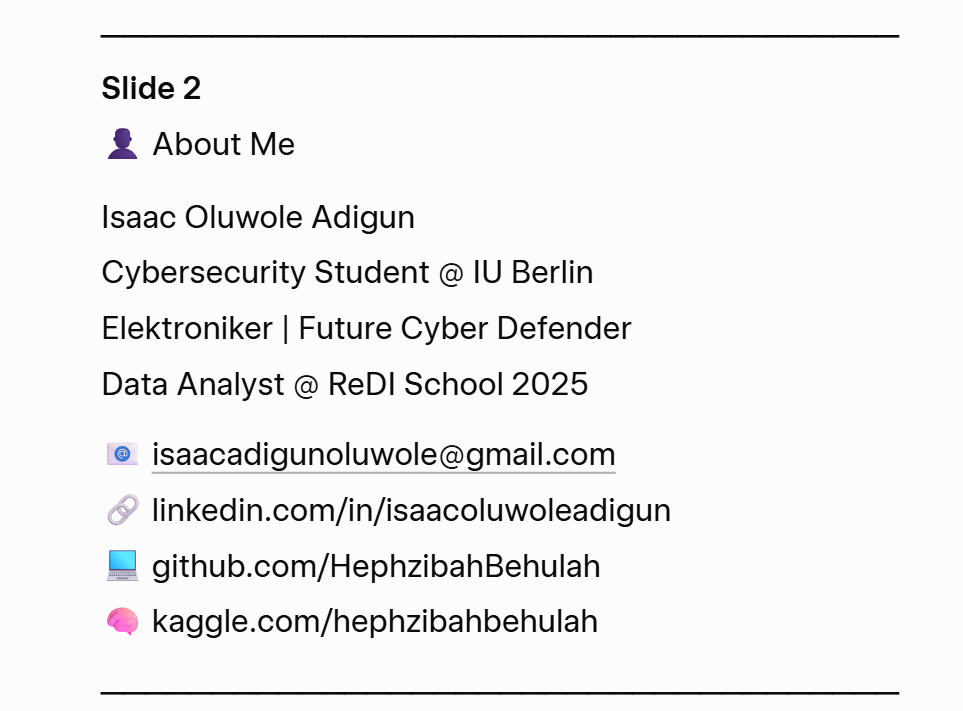 Slide 2
👤 About Me
Isaac Oluwole Adigun
Cybersecurity Student @ IU Berlin
Elektroniker | Future Cyber Defender
Data Analyst @ ReDI School 2025
📧 isaacadigunoluwole@gmail.com
🔗 linkedin.com/in/isaacoluwoleadigun
💻 github.com/HephzibahBehulah
🧠 kaggle.com/hephzibahbehulah